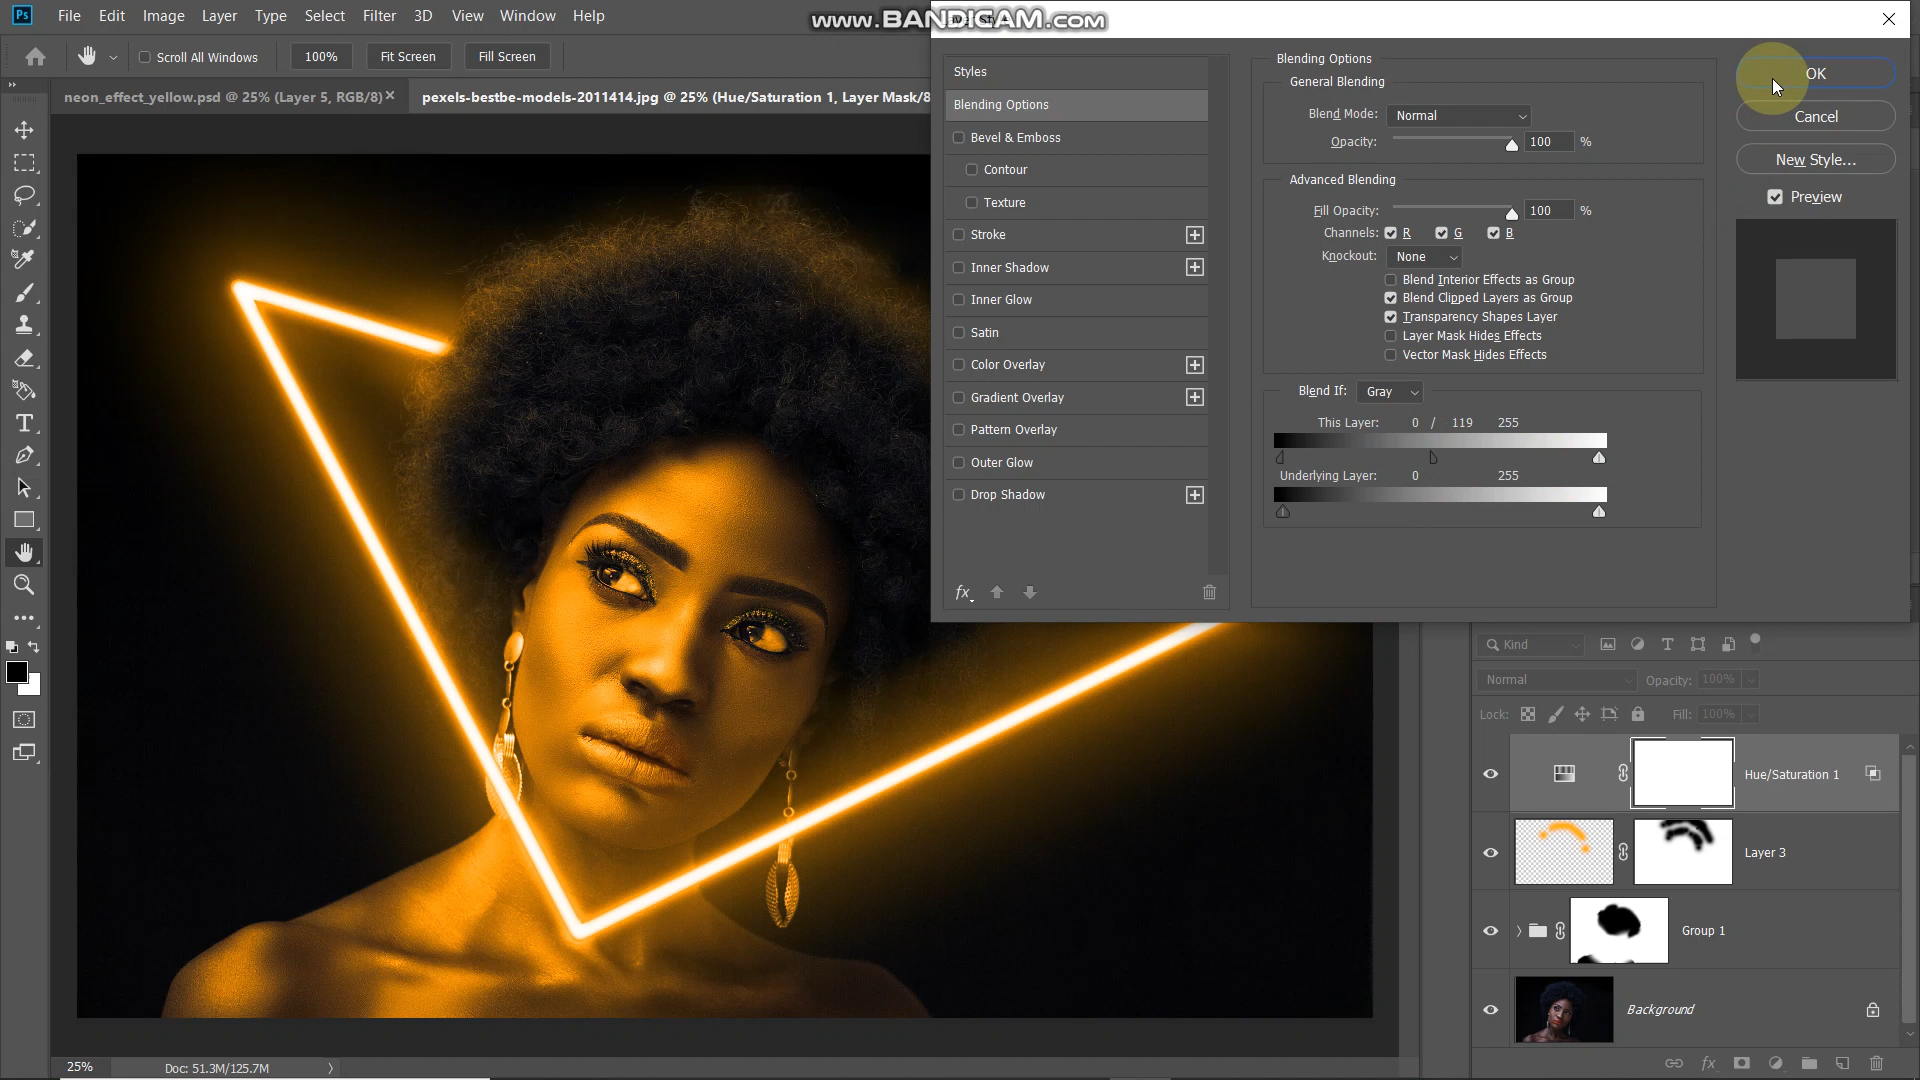 Ps File Edit Image Layer Type Select Filter 3D View Window Help
www.BANDICAM.com
Scroll All Windows 100% Fit Screen Fill Screen
neon_effect_yellow.psd @ 25% (Layer 5, RGB/8)
pexels-bestbe-models-2011414.jpg @ 25% (Hue/Saturation 1, Layer Mask/8
Styles
Blending Options
Bevel & Emboss
Contour
Texture
Stroke
Inner Shadow
Inner Glow
Satin
Color Overlay
Gradient Overlay
Pattern Overlay
Outer Glow
Drop Shadow
fx
Blending Options
General Blending
Blend Mode: Normal
Opacity: 100 %
Advanced Blending
Fill Opacity: 100 %
Channels: R G B
Knockout: None
Blend Interior Effects as Group
Blend Clipped Layers as Group
Transparency Shapes Layer
Layer Mask Hides Effects
Vector Mask Hides Effects
Blend If: Gray
This Layer: 0 / 119 255
Underlying Layer: 0 255
OK
Cancel
New Style...
Preview
Kind
Normal Opacity: 100%
Lock: Fill: 100%
Hue/Saturation 1
Layer 3
Group 1
Background
fx
25% Doc: 51.3M/125.7M